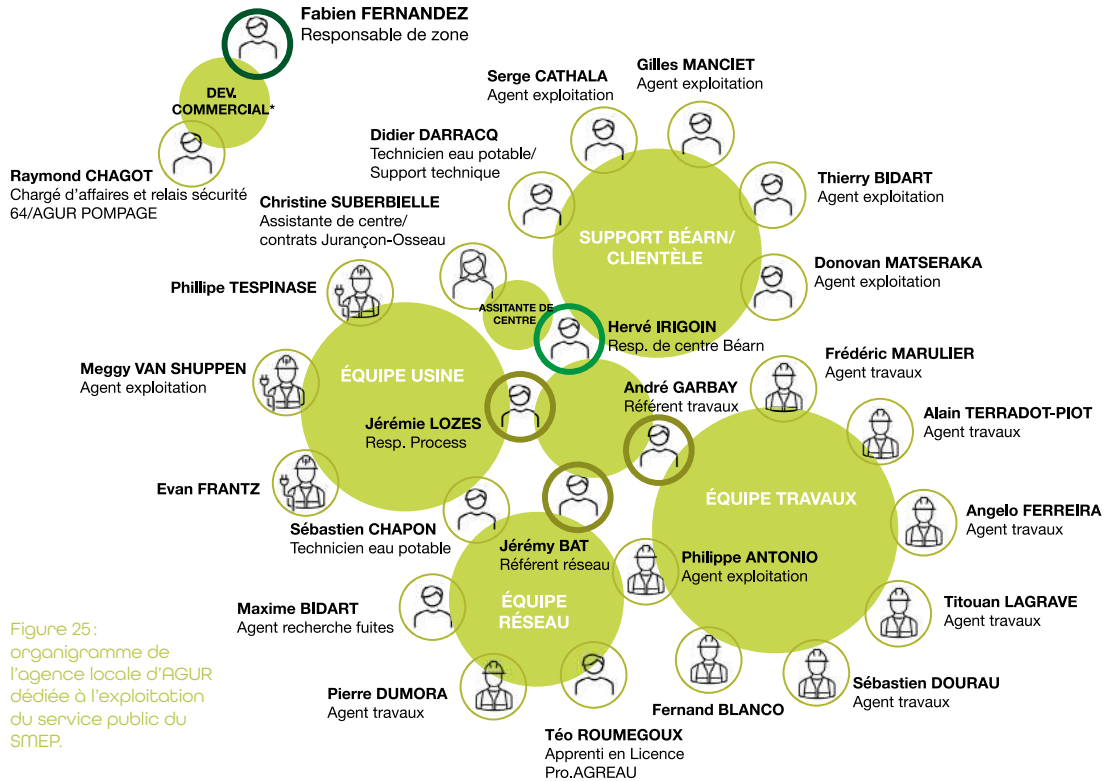 Fabien FERNANDEZ
Responsable de zone
DEV.
COMMERCIAL*
Raymond CHAGOT
Chargé d'affaires et relais sécurité
64/AGUR POMPAGE
Serge CATHALA
Agent exploitation
Gilles MANCIET
Agent exploitation
Didier DARRACQ
Technicien eau potable/
Support technique
Thierry BIDART
Agent exploitation
Christine SUBERBIELLE
Assistante de centre/
contrats Jurançon-Osseau
SUPPORT BÉARN/
CLIENTÈLE
Donovan MATSERAKA
Agent exploitation
Phillipe TESPINASE
ASSITANTE DE
CENTRE
Hervé IRIGOIN
Resp. de centre Béarn
Meggy VAN SHUPPEN
Agent exploitation
ÉQUIPE USINE
Jérémie LOZES
Resp. Process
André GARBAY
Référent travaux
Frédéric MARULIER
Agent travaux
Alain TERRADOT-PIOT
Agent travaux
Evan FRANTZ
ÉQUIPE TRAVAUX
Angelo FERREIRA
Agent travaux
Sébastien CHAPON
Technicien eau potable
Jérémy BAT
Référent réseau
Philippe ANTONIO
Agent exploitation
Maxime BIDART
Agent recherche fuites
ÉQUIPE
RÉSEAU
Titouan LAGRAVE
Agent travaux
Pierre DUMORA
Agent travaux
Téo ROUMEGOUX
Apprenti en Licence
Pro.AGREAU
Fernand BLANCO
Sébastien DOURAU
Agent travaux
Figure 25 :
organigramme de
l'agence locale d'AGUR
dédiée à l'exploitation
du service public du
SMEP.